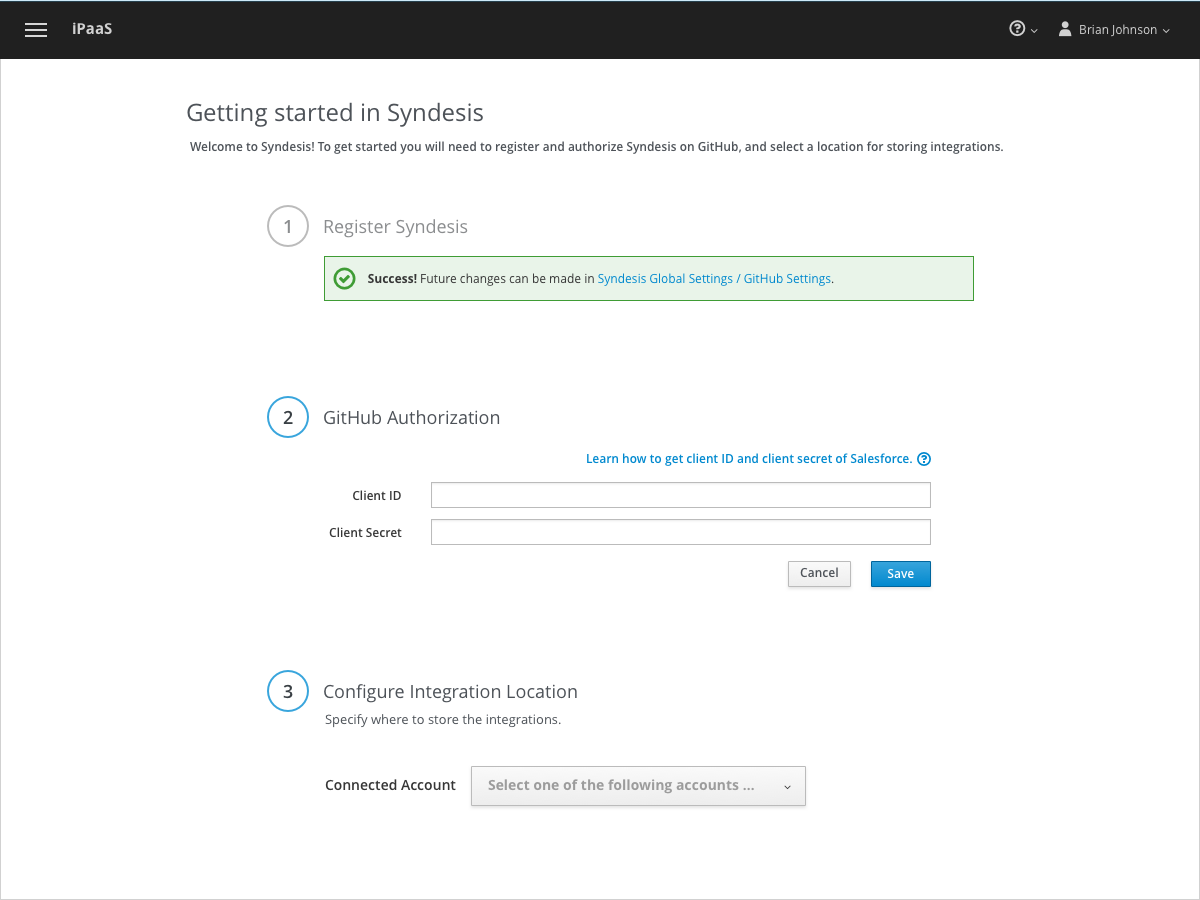 iPaaS
Brian Johnson
Getting started in Syndesis
Welcome to Syndesis! To get started you will need to register and authorize Syndesis on GitHub, and select a location for storing integrations.
1 Register Syndesis
Success! Future changes can be made in Syndesis Global Settings / GitHub Settings.
2 GitHub Authorization
Learn how to get client ID and client secret of Salesforce. ?
Client ID
Client Secret
Cancel Save
3 Configure Integration Location
Specify where to store the integrations.
Connected Account Select one of the following accounts ...